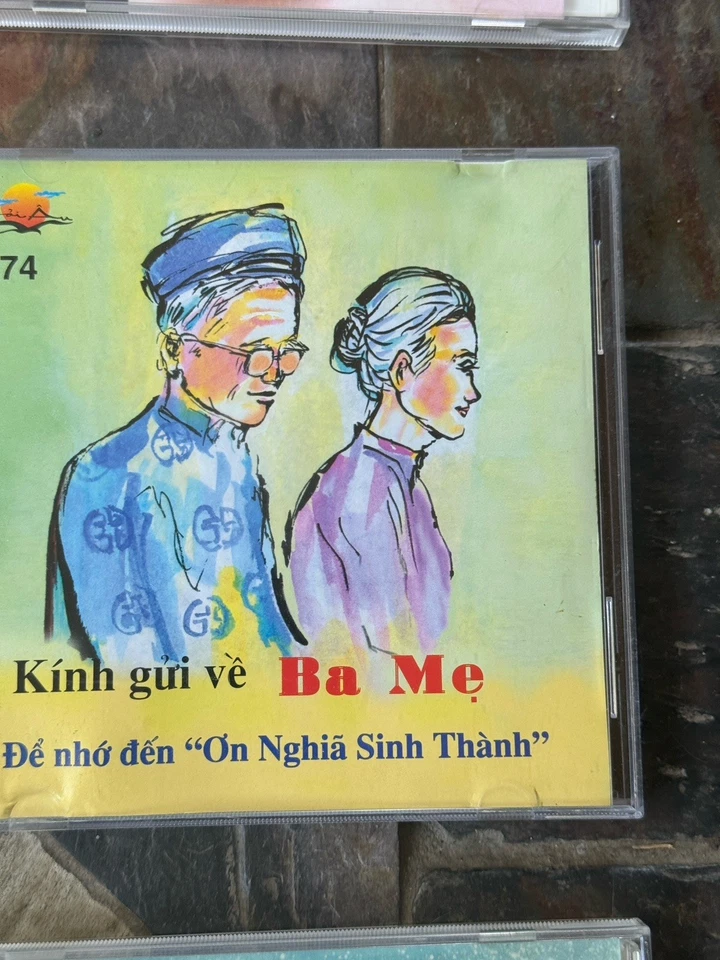 74
Kính gửi về Ba Mẹ
Để nhớ đến “Ơn Nghiã Sinh Thành”